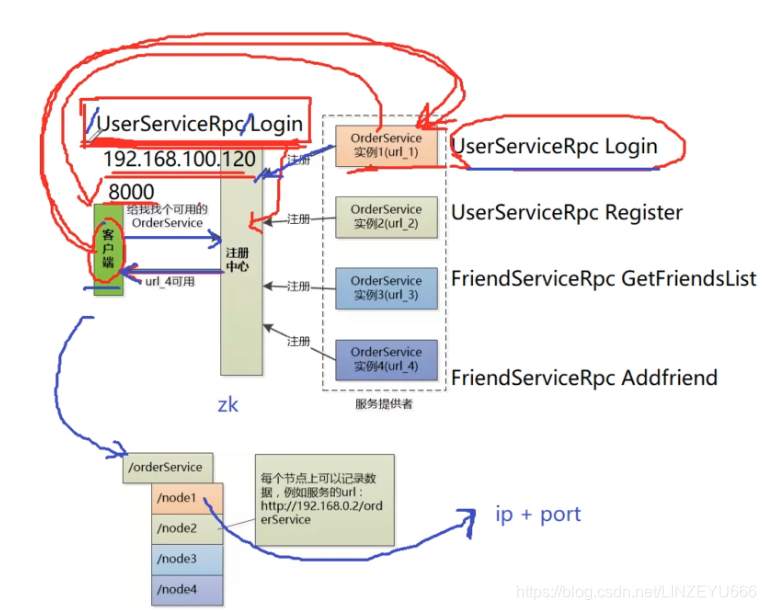 /UserServiceRpc/Login
192.168.100.120
8000
给找找个可用的
OrderService
客户端
url_4可用
注册
中心
注册
注册
注册
注册
OrderService
实例1(url_1)
OrderService
实例2(url_2)
OrderService
实例3(url_3)
OrderService
实例4(url_4)
服务提供者
UserServiceRpc Login
UserServiceRpc Register
FriendServiceRpc GetFriendsList
FriendServiceRpc Addfriend
zk
/orderService
/node1
/node2
/node3
/node4
每个节点上可以记录数
据，例如服务的url：
http://192.168.0.2/ord
erService
ip + port
https://blog.csdn.net/LINZEYU666